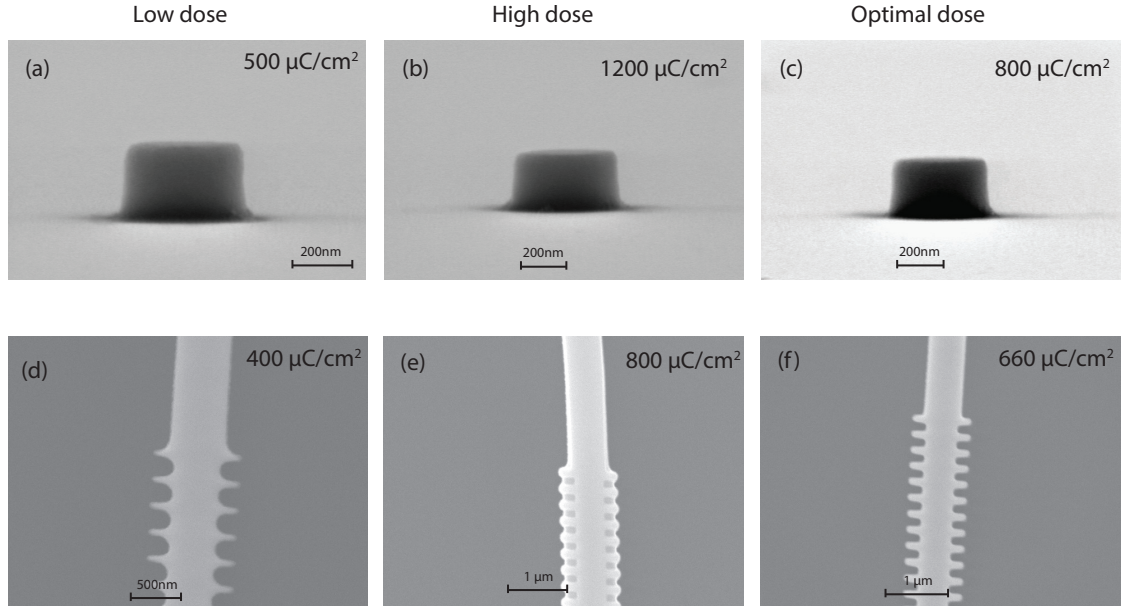 Low dose
High dose
Optimal dose
(a)
500 µC/cm²
(b)
1200 µC/cm²
(c)
800 µC/cm²
200nm
200nm
200nm
(d)
400 µC/cm²
(e)
800 µC/cm²
(f)
660 µC/cm²
500nm
1 µm
1 µm